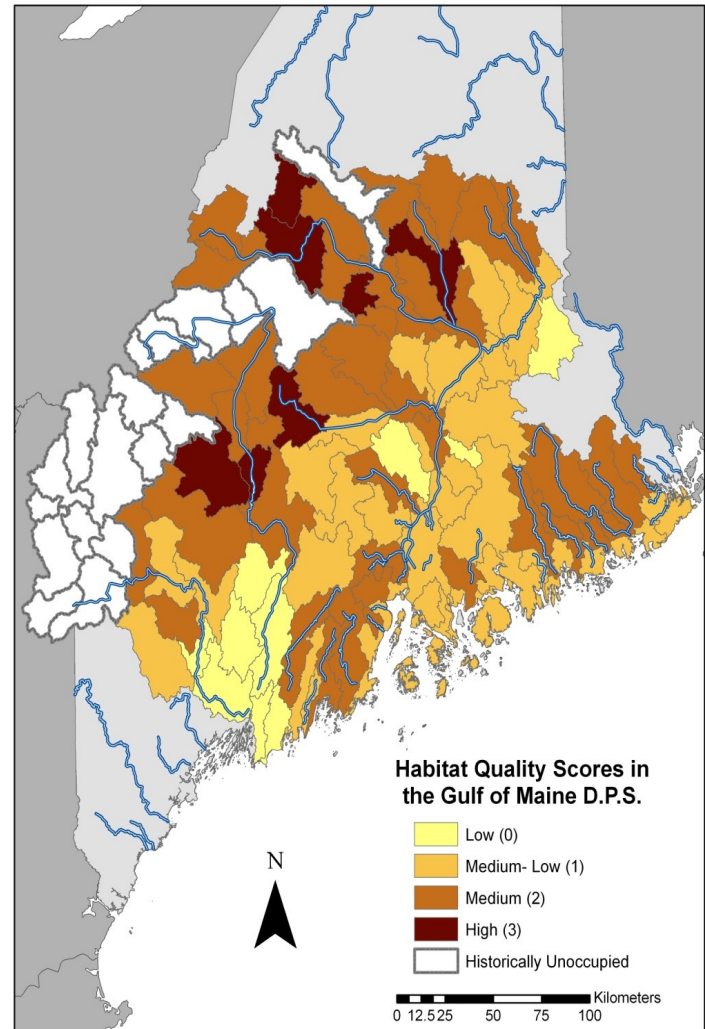 Habitat Quality Scores in
the Gulf of Maine D.P.S.
Low (0)
Medium- Low (1)
Medium (2)
High (3)
Historically Unoccupied
N
Kilometers
0 12.5 25 50 75 100